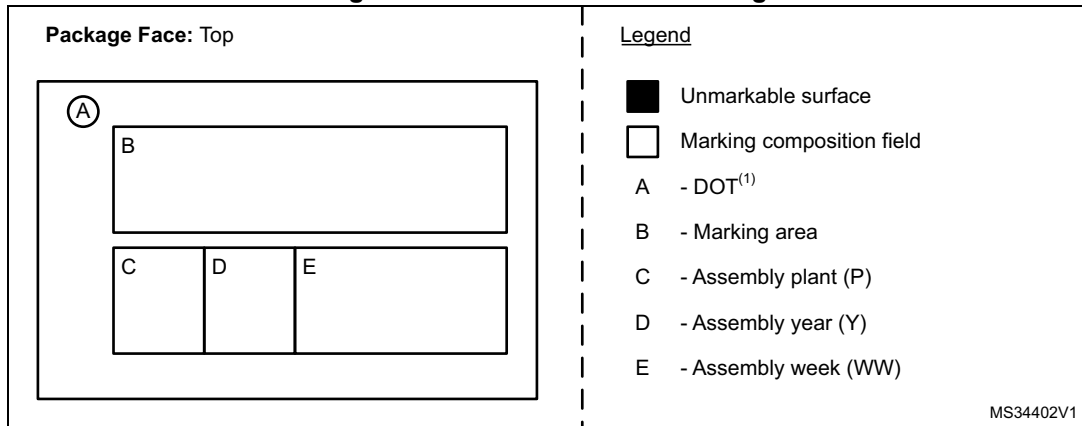 Package Face: Top
A
B
C D E
Legend
Unmarkable surface
Marking composition field
A - DOT(1)
B - Marking area
C - Assembly plant (P)
D - Assembly year (Y)
E - Assembly week (WW)
MS34402V1